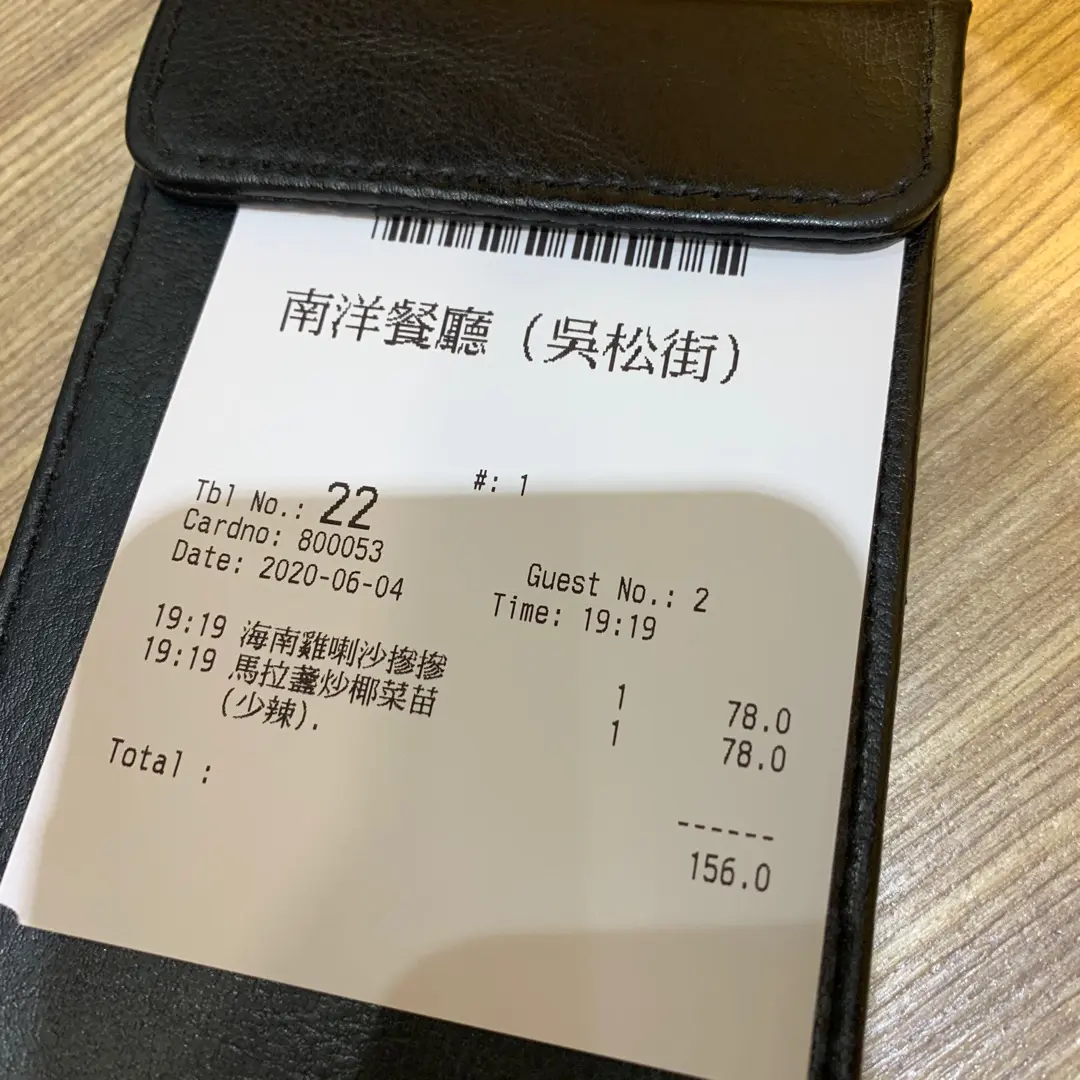 南洋餐廳（吳松街）
#: 1
Tbl No.: 22
Cardno: 800053
Guest No.: 2
Date: 2020-06-04 Time: 19:19
19:19 海南雞喇沙摻摻 1 78.0
19:19 馬拉盞炒椰菜苗 1 78.0
(少辣).
Total :
------
156.0